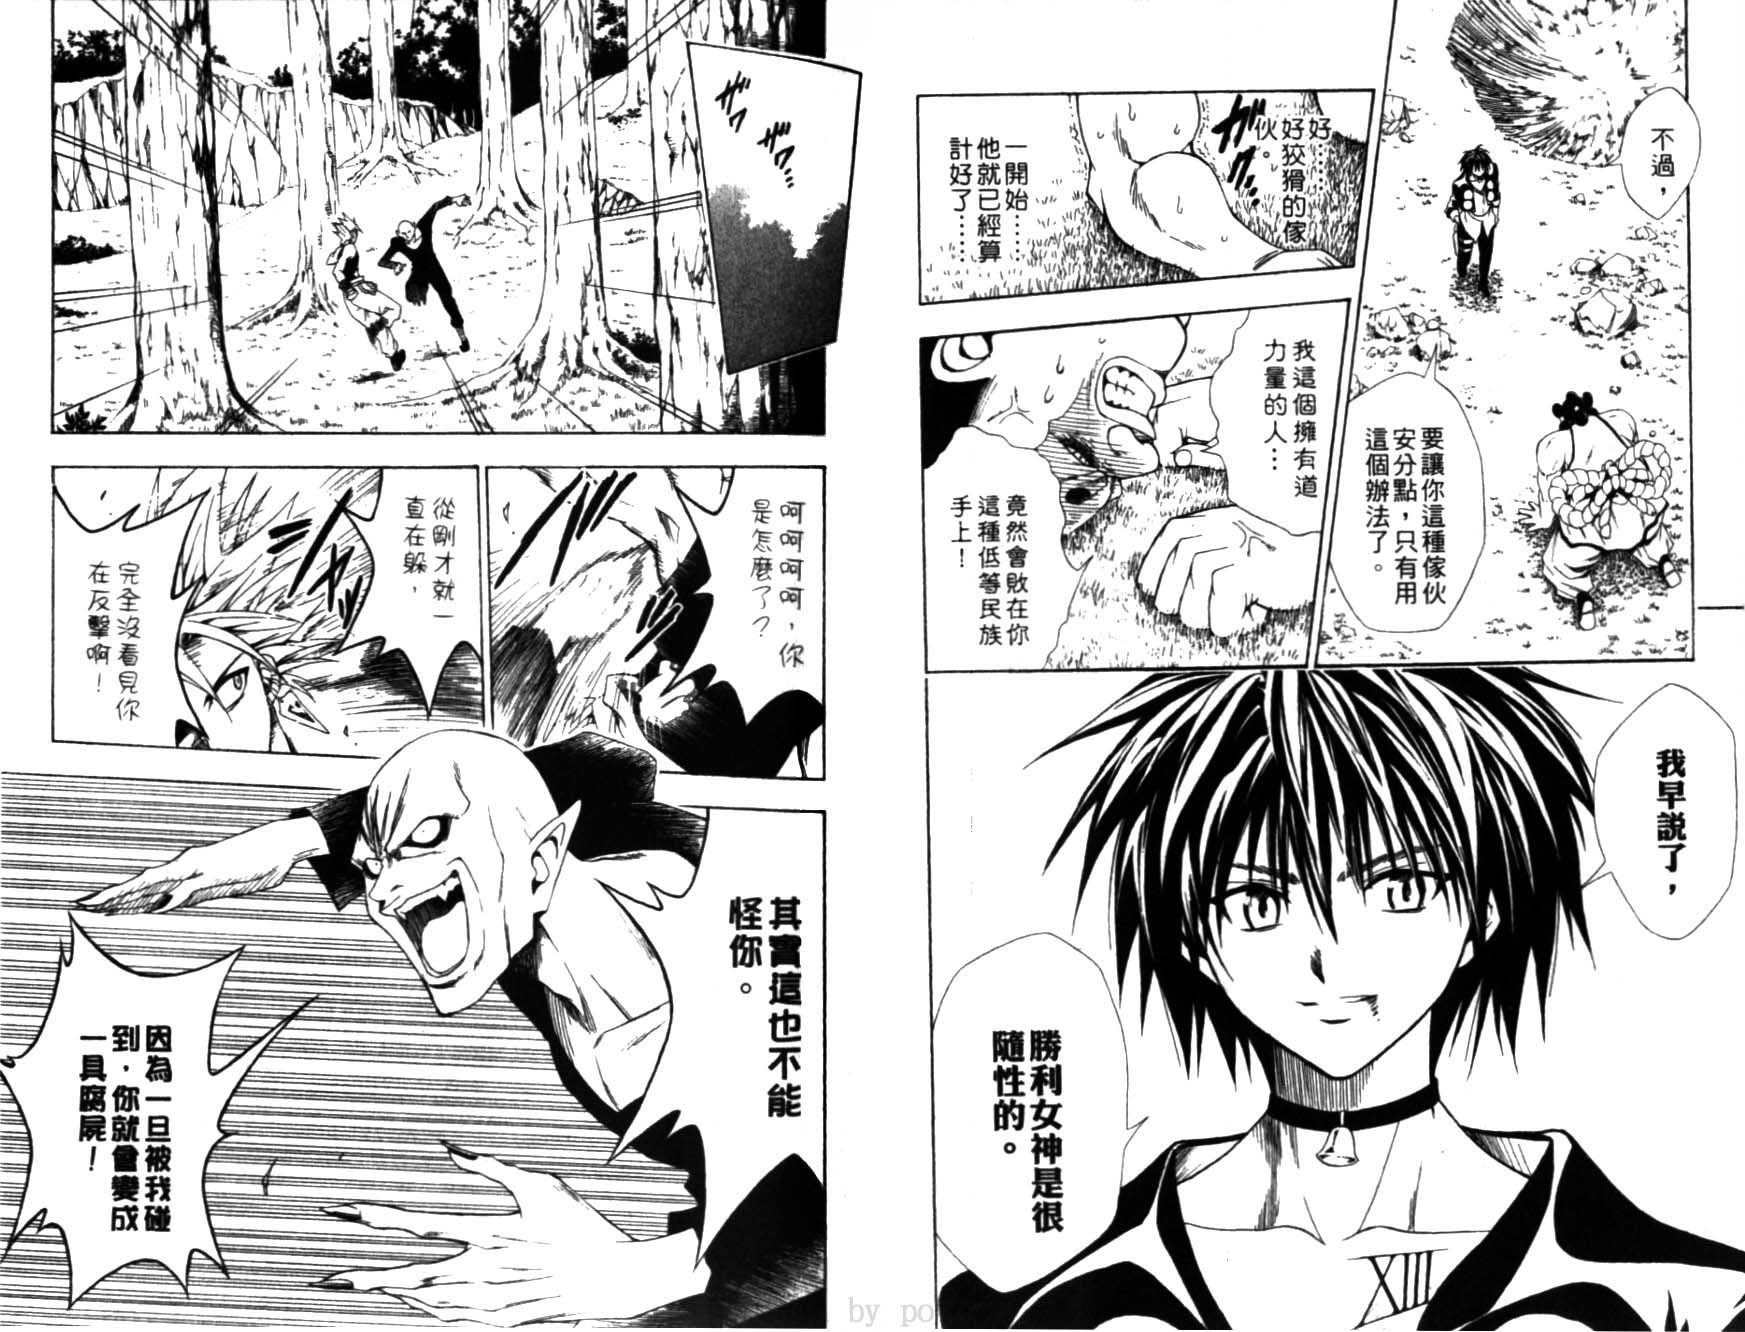 不過，
要讓你這種傢伙
安分點，只有用
這個辦法了。
ガク
好……
好狡猾的傢
伙。
一開始……
他就已經算
計好了……
我這個擁有道
力量的人…
竟然會敗在你
這種低等民族
手上！
我早説了，
勝利女神是很
隨性的。
XIII
ザッ
ザッ
呵呵呵呵，你
是怎麼了？
從剛才就一
直在躲，
完全沒看見你
在反擊啊！
其實這也不能
怪你。
因為一旦被我碰
到，你就會變成
一具腐屍！
by po